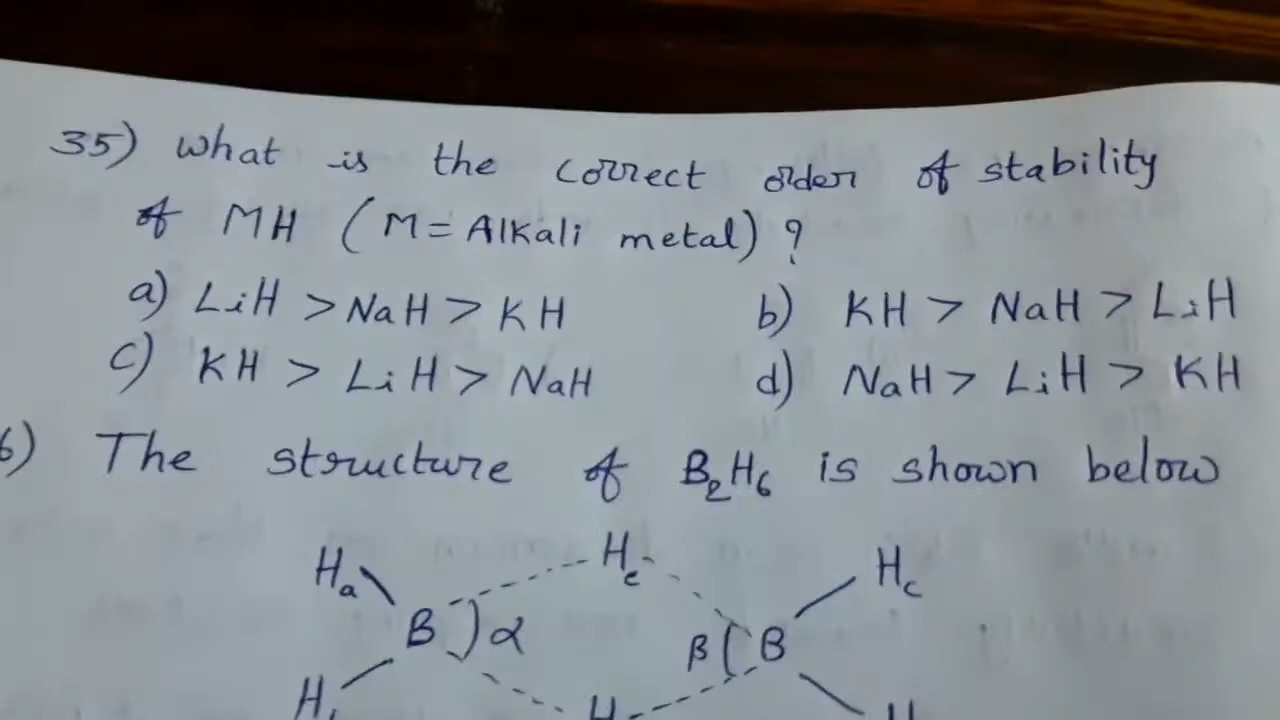 35) What is the correct order of stability
of MH (M = Alkali metal) ?
a) LiH > NaH > KH b) KH > NaH > LiH
c) KH > LiH > NaH d) NaH > LiH > KH
6) The structure of B₂H₆ is shown below
Hₐ Hₑ H꜀
B ) α β ( B
H H H